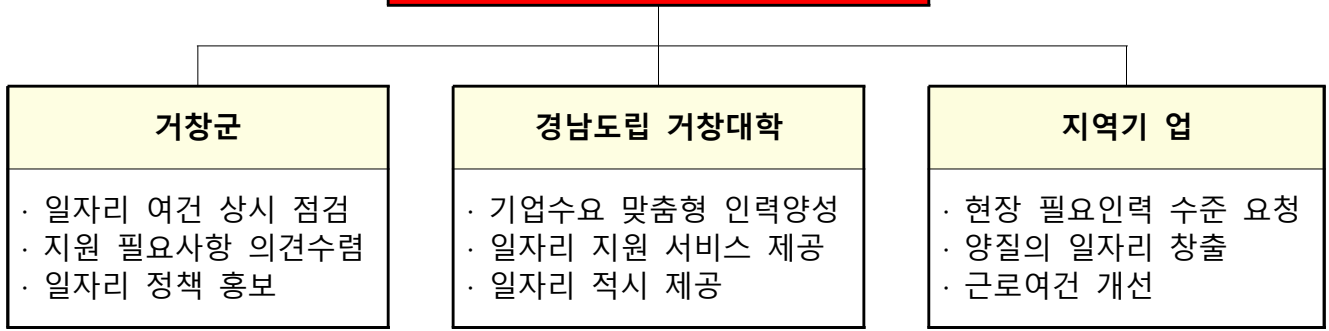 거창군
· 일자리 여건 상시 점검
· 지원 필요사항 의견수렴
· 일자리 정책 홍보
경남도립 거창대학
· 기업수요 맞춤형 인력양성
· 일자리 지원 서비스 제공
· 일자리 적시 제공
지역기 업
· 현장 필요인력 수준 요청
· 양질의 일자리 창출
· 근로여건 개선